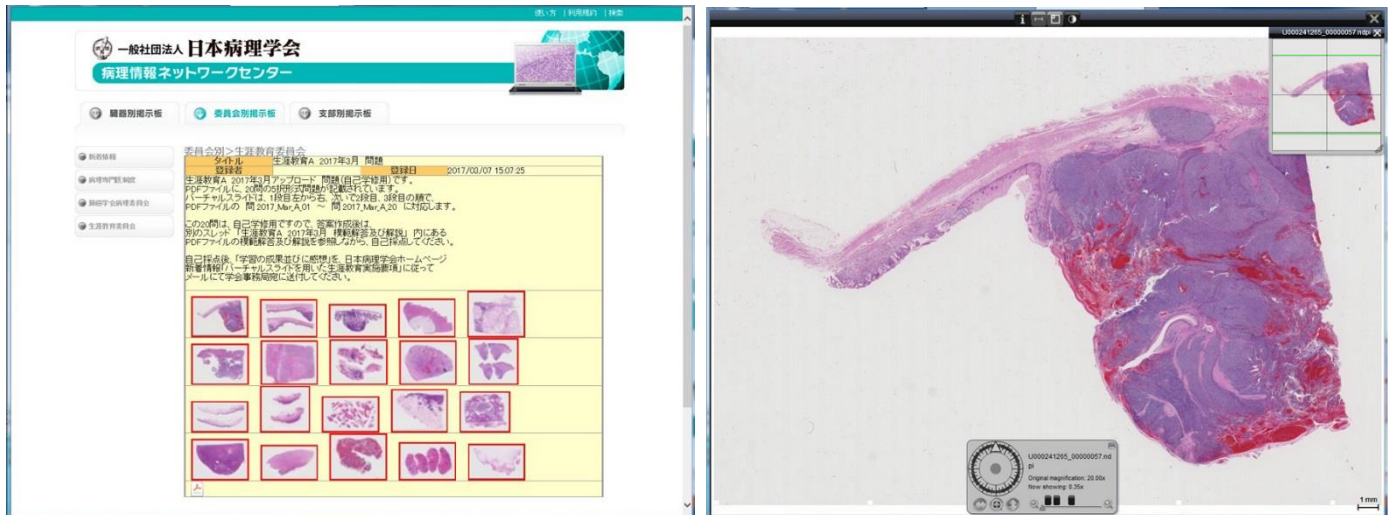 使い方 | 利用規約 | 検索
一般社団法人 日本病理学会
病理情報ネットワークセンター
臓器別掲示板
委員会別掲示板
支部別掲示板
新着情報
病理専門医制度
肺癌学会病理委員会
生涯教育委員会
委員会別>生涯教育委員会
タイトル 生涯教育A 2017年3月 問題
登録者 登録日 2017/03/07 15:07:25
生涯教育A 2017年3月アップロード 問題(自己学修用)です。
PDFファイルに、20問の5択形式問題が記載されています。
バーチャルスライドは、1段目左から右、次いで2段目、3段目の順で、
PDFファイルの 問 2017_Mar_A_01 ~ 問 2017_Mar_A_20 に対応します。
この20問は、自己学修用ですので、答案作成後は、
別のスレッド「生涯教育A 2017年3月 模範解答及び解説」 内にある
PDFファイルの模範解答及び解説を参照しながら、自己採点してください。
自己採点後、「学習の成果並びに感想」を、日本病理学会ホームページ
新着情報「バーチャルスライドを用いた生涯教育実施要項」に従って
メールにて学会事務局宛に送付してください。
U000241265_00000057.ndpi
U000241265_00000057.nd
pi
Original magnification: 20.00x
Now showing: 0.35x
1 mm